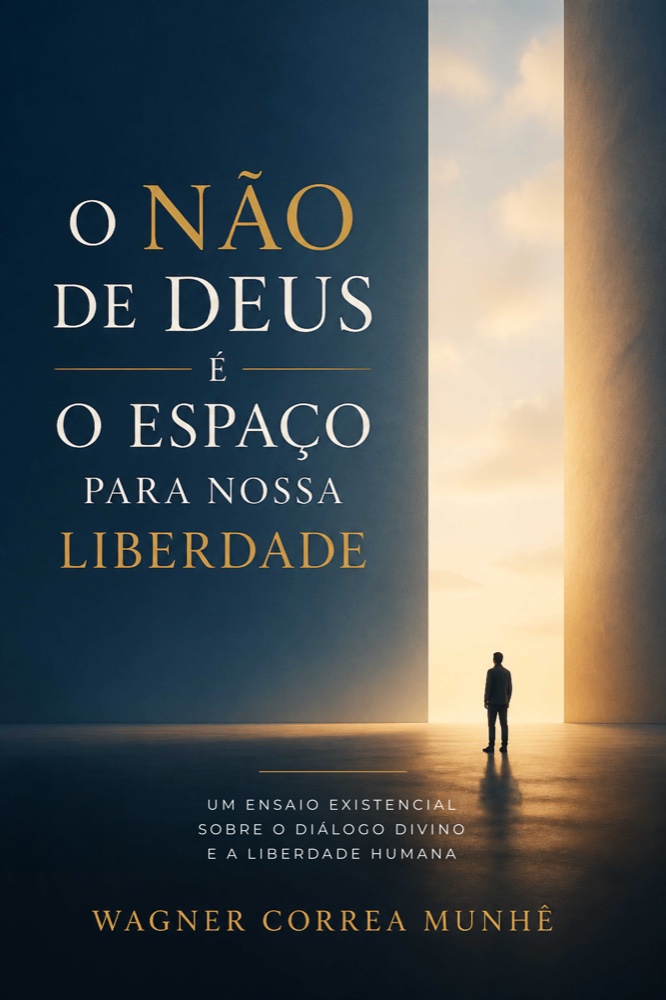 O NÃO
DE DEUS
É
O ESPAÇO
PARA NOSSA
LIBERDADE
UM ENSAIO EXISTENCIAL
SOBRE O DIÁLOGO DIVINO
E A LIBERDADE HUMANA
WAGNER CORREA MUNHÊ